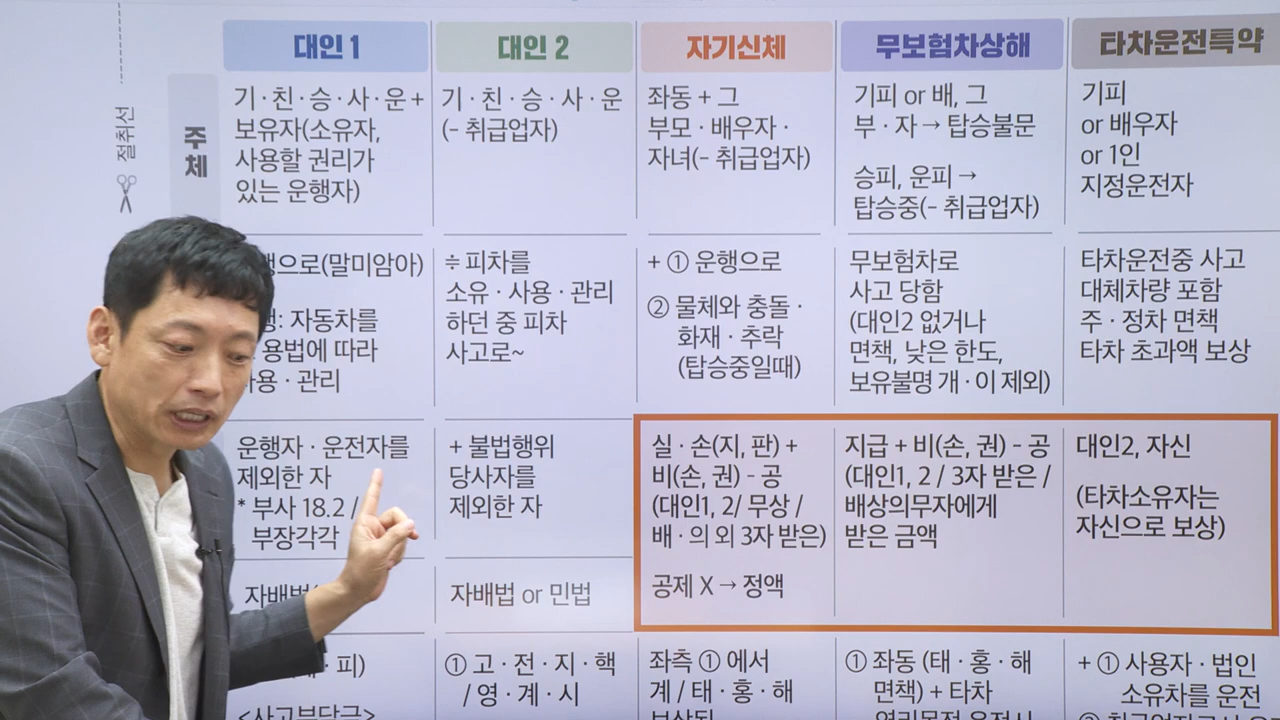 절취선
대인 1
대인 2
자기신체
무보험차상해
타차운전특약
주체
기 · 친 · 승 · 사 · 운 +
보유자(소유자,
사용할 권리가
있는 운행자)
기 · 친 · 승 · 사 · 운
(- 취급업자)
좌동 + 그
부모 · 배우자 ·
자녀(- 취급업자)
기피 or 배, 그
부 · 자 → 탑승불문
승피, 운피 →
탑승중(- 취급업자)
기피
or 배우자
or 1인
지정운전자
행으로(말미암아)
: 자동차를
용법에 따라
용 · 관리
÷ 피차를
소유 · 사용 · 관리
하던 중 피차
사고로~
+ ① 운행으로
② 물체와 충돌 ·
화재 · 추락
(탑승중일때)
무보험차로
사고 당함
(대인2 없거나
면책, 낮은 한도,
보유불명 개 · 이 제외)
타차운전중 사고
대체차량 포함
주 · 정차 면책
타차 초과액 보상
운행자 · 운전자를
제외한 자
* 부사 18.2 /
부장각각
+ 불법행위
당사자를
제외한 자
실 · 손(지, 판) +
비(손, 권) – 공
(대인1, 2/ 무상 /
배 · 의 외 3자 받은)
공제 X → 정액
지급 + 비(손, 권) – 공
(대인1, 2 / 3자 받은 /
배상의무자에게
받은 금액
대인2, 자신
(타차소유자는
자신으로 보상)
자배법
자배법 or 민법
· 피)
<사고부담금>
① 고 · 전 · 지 · 핵
/ 영 · 계 · 시
좌측 ① 에서
계 / 태 · 홍 · 해
보상됨
① 좌동 (태 · 홍 · 해
면책) + 타차
영리목적 운전시
+ ① 사용자 · 법인
소유차를 운전